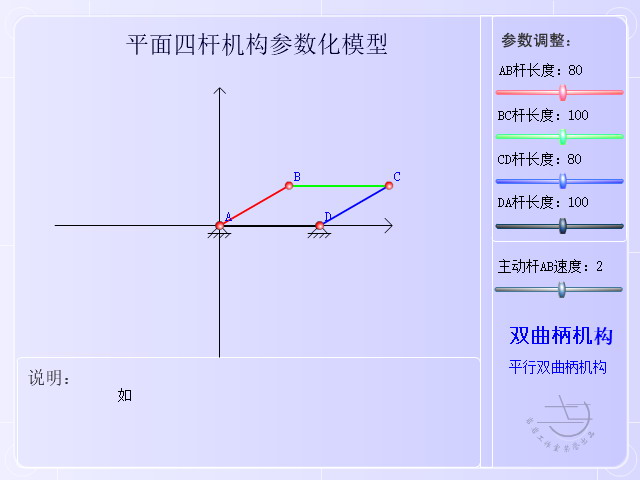 平面四杆机构参数化模型
参数调整：
AB杆长度：80
BC杆长度：100
CD杆长度：80
DA杆长度：100
主动杆AB速度：2
双曲柄机构
平行双曲柄机构
B
C
A
D
说明：
如